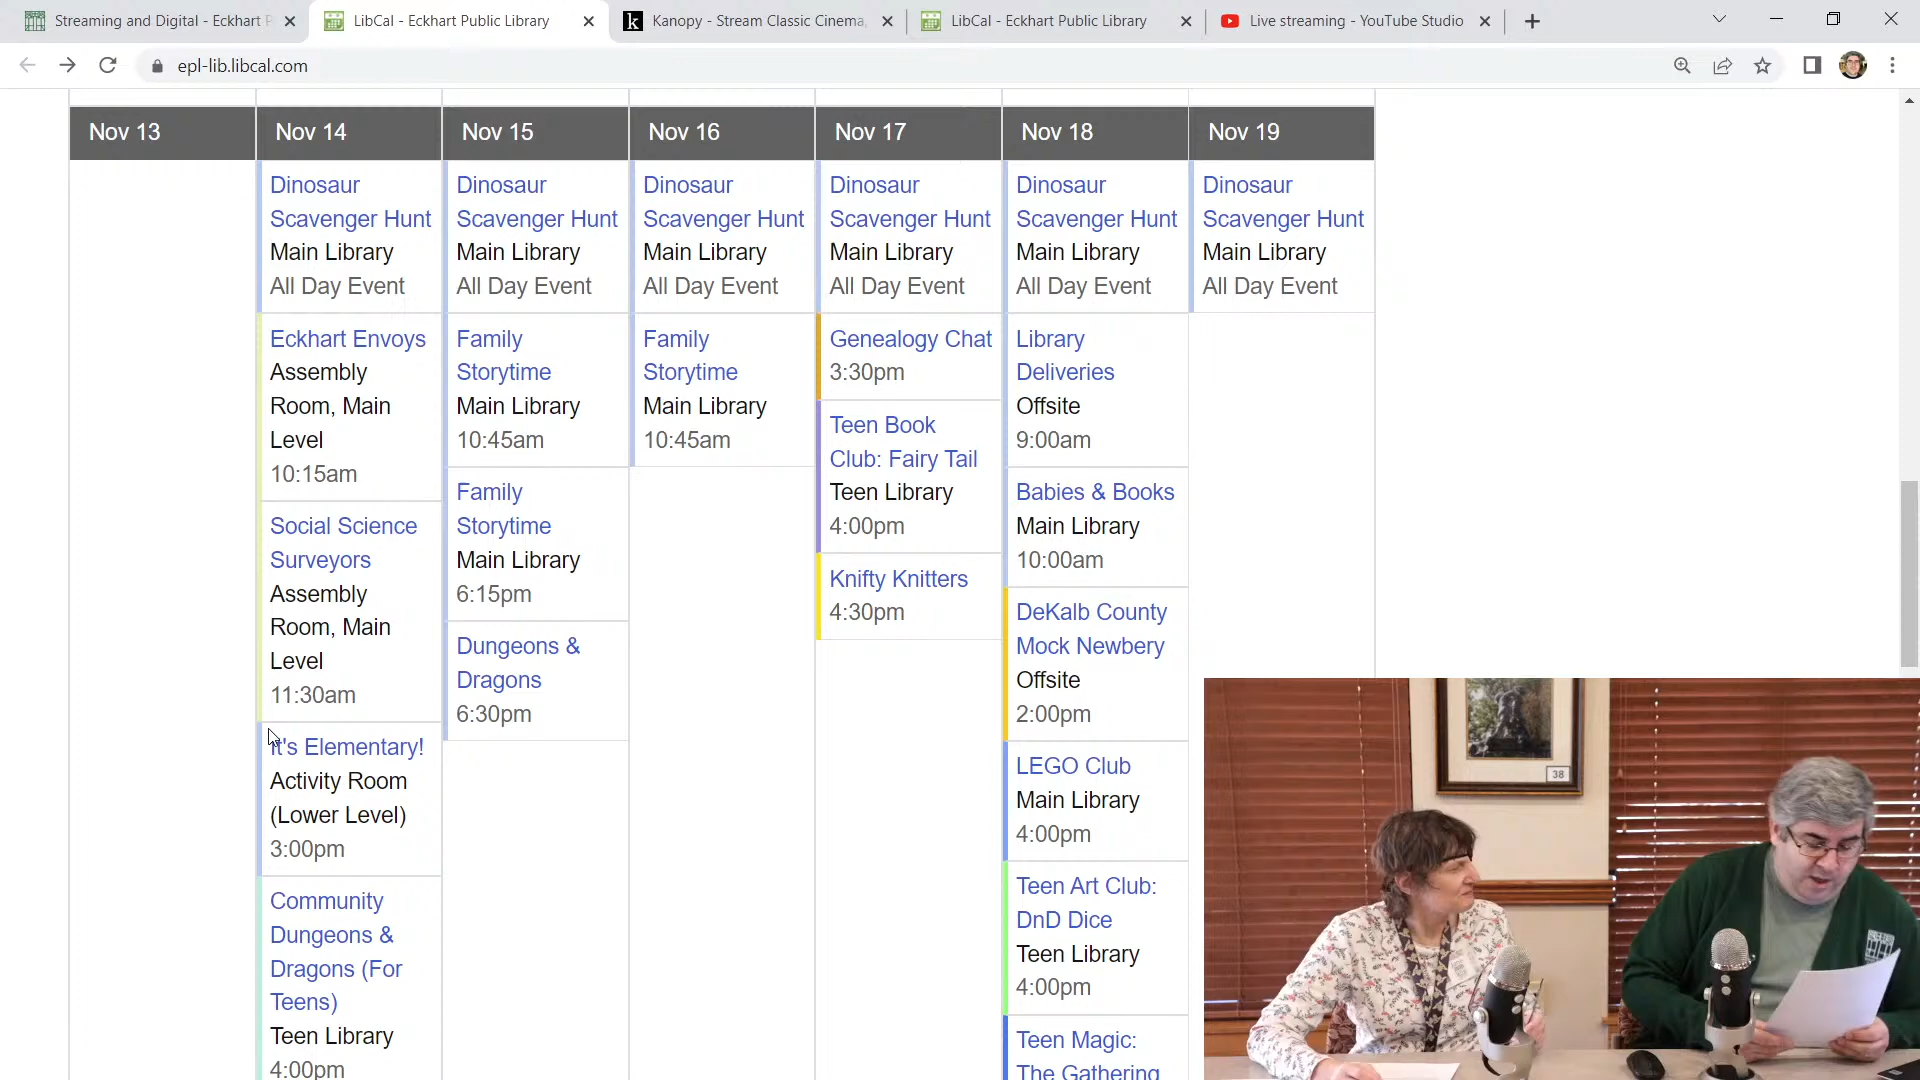 Streaming and Digital - Eckhart P
LibCal - Eckhart Public Library
Kanopy - Stream Classic Cinema,
LibCal - Eckhart Public Library
Live streaming - YouTube Studio
epl-lib.libcal.com
Nov 13
Nov 14
Nov 15
Nov 16
Nov 17
Nov 18
Nov 19
Dinosaur
Scavenger Hunt
Main Library
All Day Event
Eckhart Envoys
Assembly
Room, Main
Level
10:15am
Social Science
Surveyors
Assembly
Room, Main
Level
11:30am
It's Elementary!
Activity Room
(Lower Level)
3:00pm
Community
Dungeons &
Dragons (For
Teens)
Teen Library
4:00pm
Dinosaur
Scavenger Hunt
Main Library
All Day Event
Family
Storytime
Main Library
10:45am
Family
Storytime
Main Library
6:15pm
Dungeons &
Dragons
6:30pm
Dinosaur
Scavenger Hunt
Main Library
All Day Event
Family
Storytime
Main Library
10:45am
Dinosaur
Scavenger Hunt
Main Library
All Day Event
Genealogy Chat
3:30pm
Teen Book
Club: Fairy Tail
Teen Library
4:00pm
Knifty Knitters
4:30pm
Dinosaur
Scavenger Hunt
Main Library
All Day Event
Library
Deliveries
Offsite
9:00am
Babies & Books
Main Library
10:00am
DeKalb County
Mock Newbery
Offsite
2:00pm
LEGO Club
Main Library
4:00pm
Teen Art Club:
DnD Dice
Teen Library
4:00pm
Teen Magic:
The Gathering
Dinosaur
Scavenger Hunt
Main Library
All Day Event
38